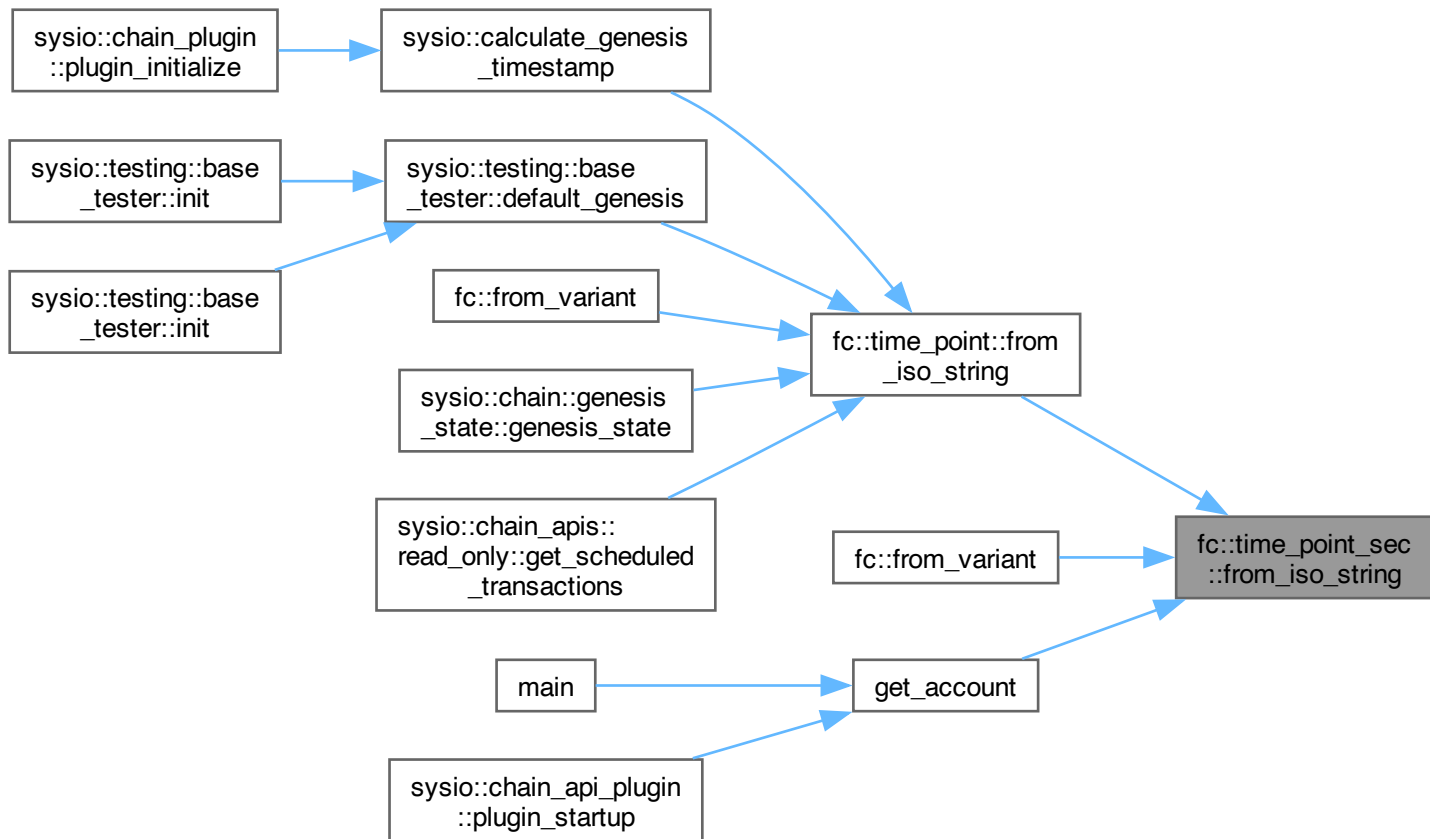 sysio::chain_plugin
::plugin_initialize
sysio::calculate_genesis
_timestamp
sysio::testing::base
_tester::init
sysio::testing::base
_tester::default_genesis
sysio::testing::base
_tester::init
fc::from_variant
fc::time_point::from
_iso_string
sysio::chain::genesis
_state::genesis_state
sysio::chain_apis::
read_only::get_scheduled
_transactions
fc::from_variant
fc::time_point_sec
::from_iso_string
main
get_account
sysio::chain_api_plugin
::plugin_startup